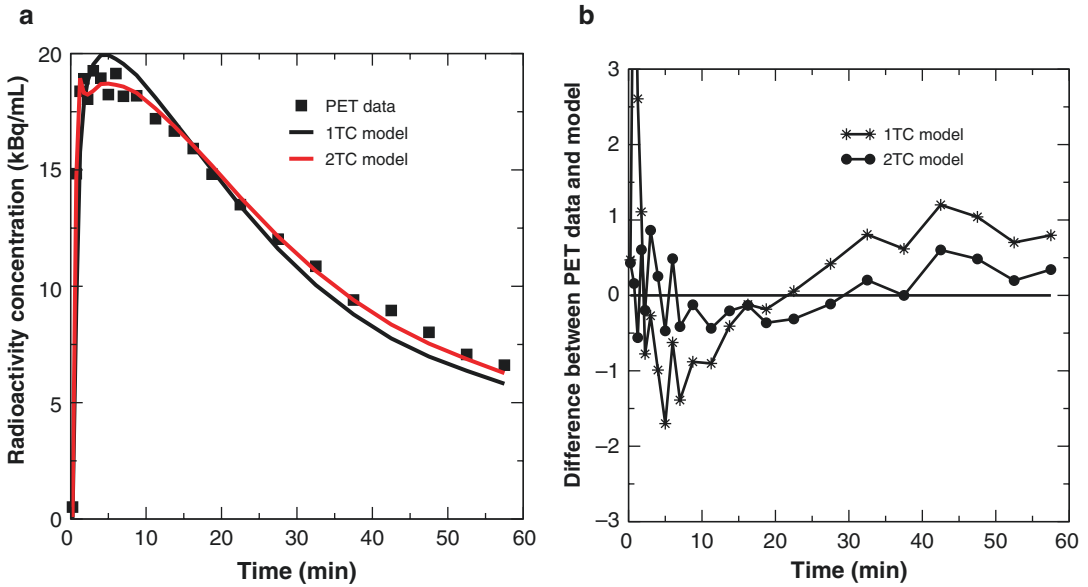 a
Radioactivity concentration (kBq/mL)
20
15
10
5
0
0 10 20 30 40 50 60
Time (min)
PET data
1TC model
2TC model
b
Difference between PET data and model
3
2
1
0
−1
−2
−3
0 10 20 30 40 50 60
Time (min)
1TC model
2TC model